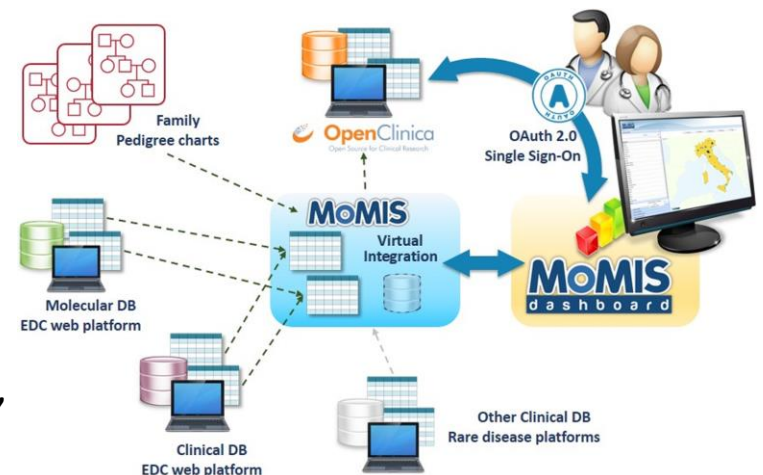 Family
Pedigree charts
OpenClinica
Open Source for Clinical Research
OAUTH
A
OAUTH
OAuth 2.0
Single Sign-On
MOMIS
Virtual
Integration
MOMIS
dashboard
Molecular DB
EDC web platform
Clinical DB
EDC web platform
Other Clinical DB
Rare disease platforms